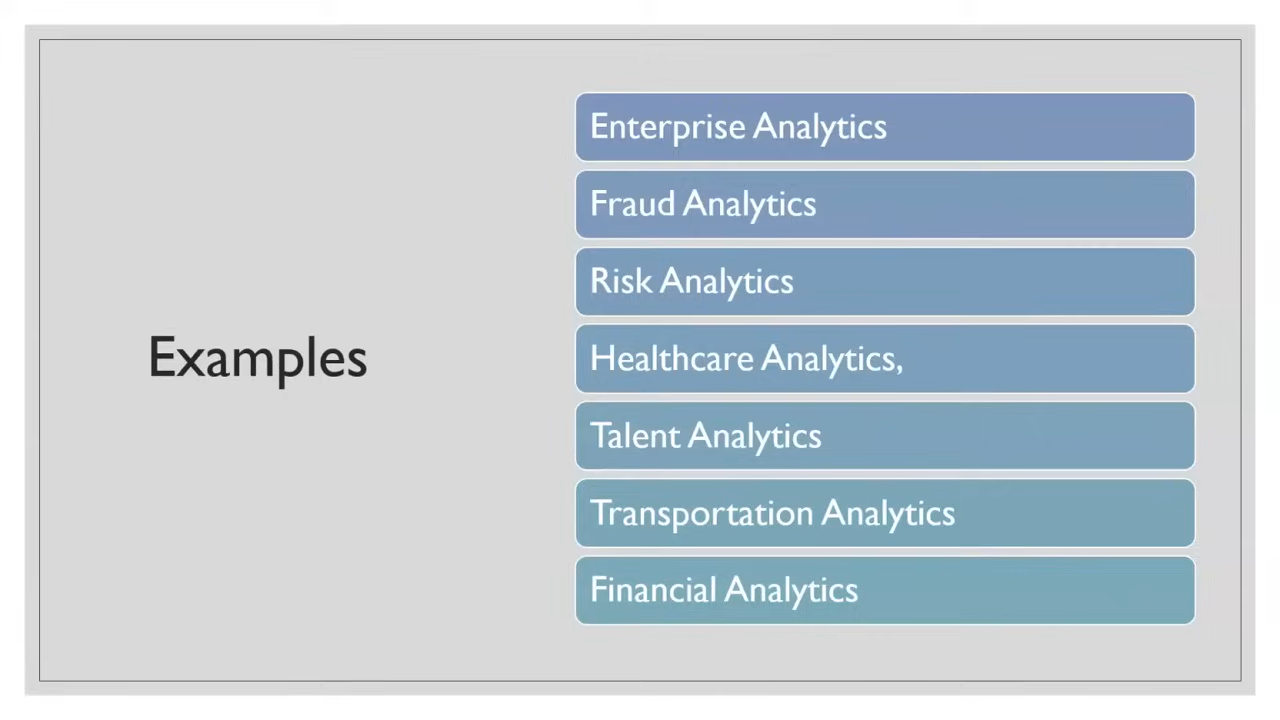 Examples
Enterprise Analytics
Fraud Analytics
Risk Analytics
Healthcare Analytics,
Talent Analytics
Transportation Analytics
Financial Analytics